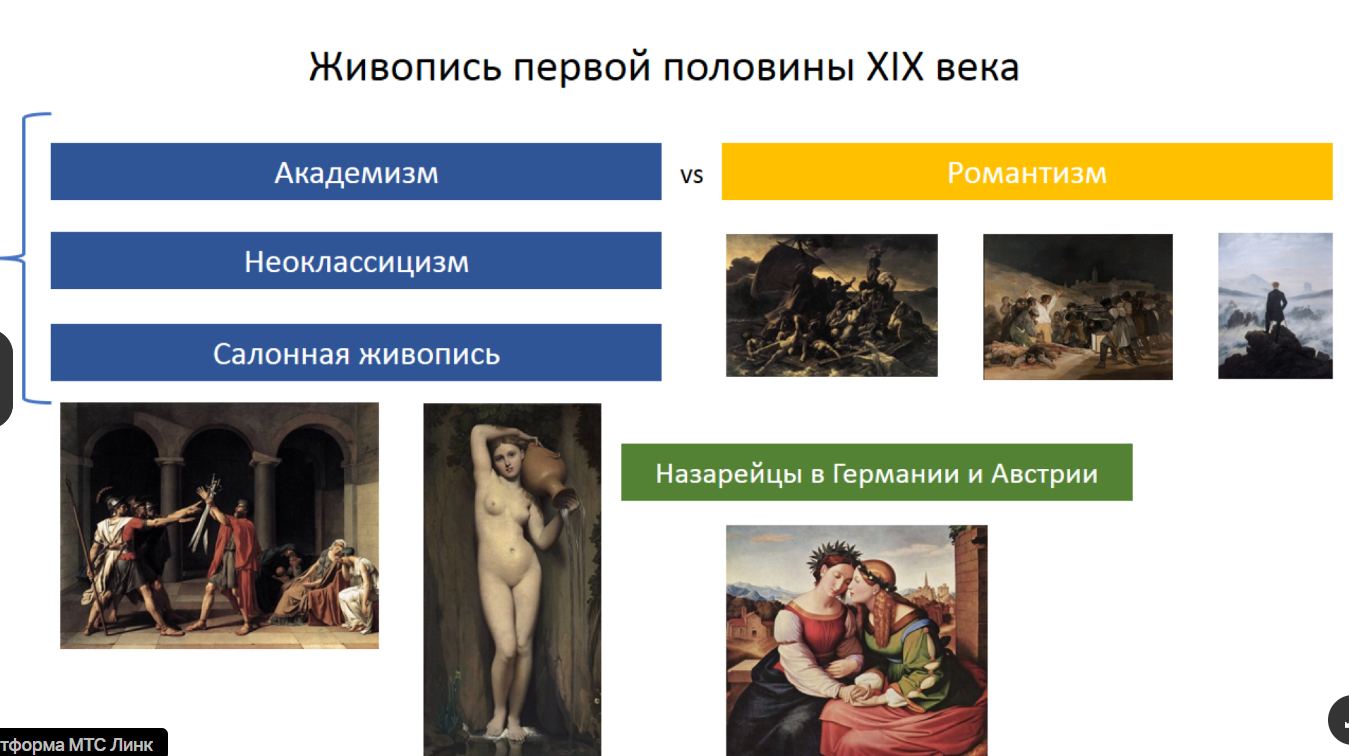 Живопись первой половины XIX века
Академизм
vs
Романтизм
Неоклассицизм
Салонная живопись
Назарейцы в Германии и Австрии
тформа МТС Линк